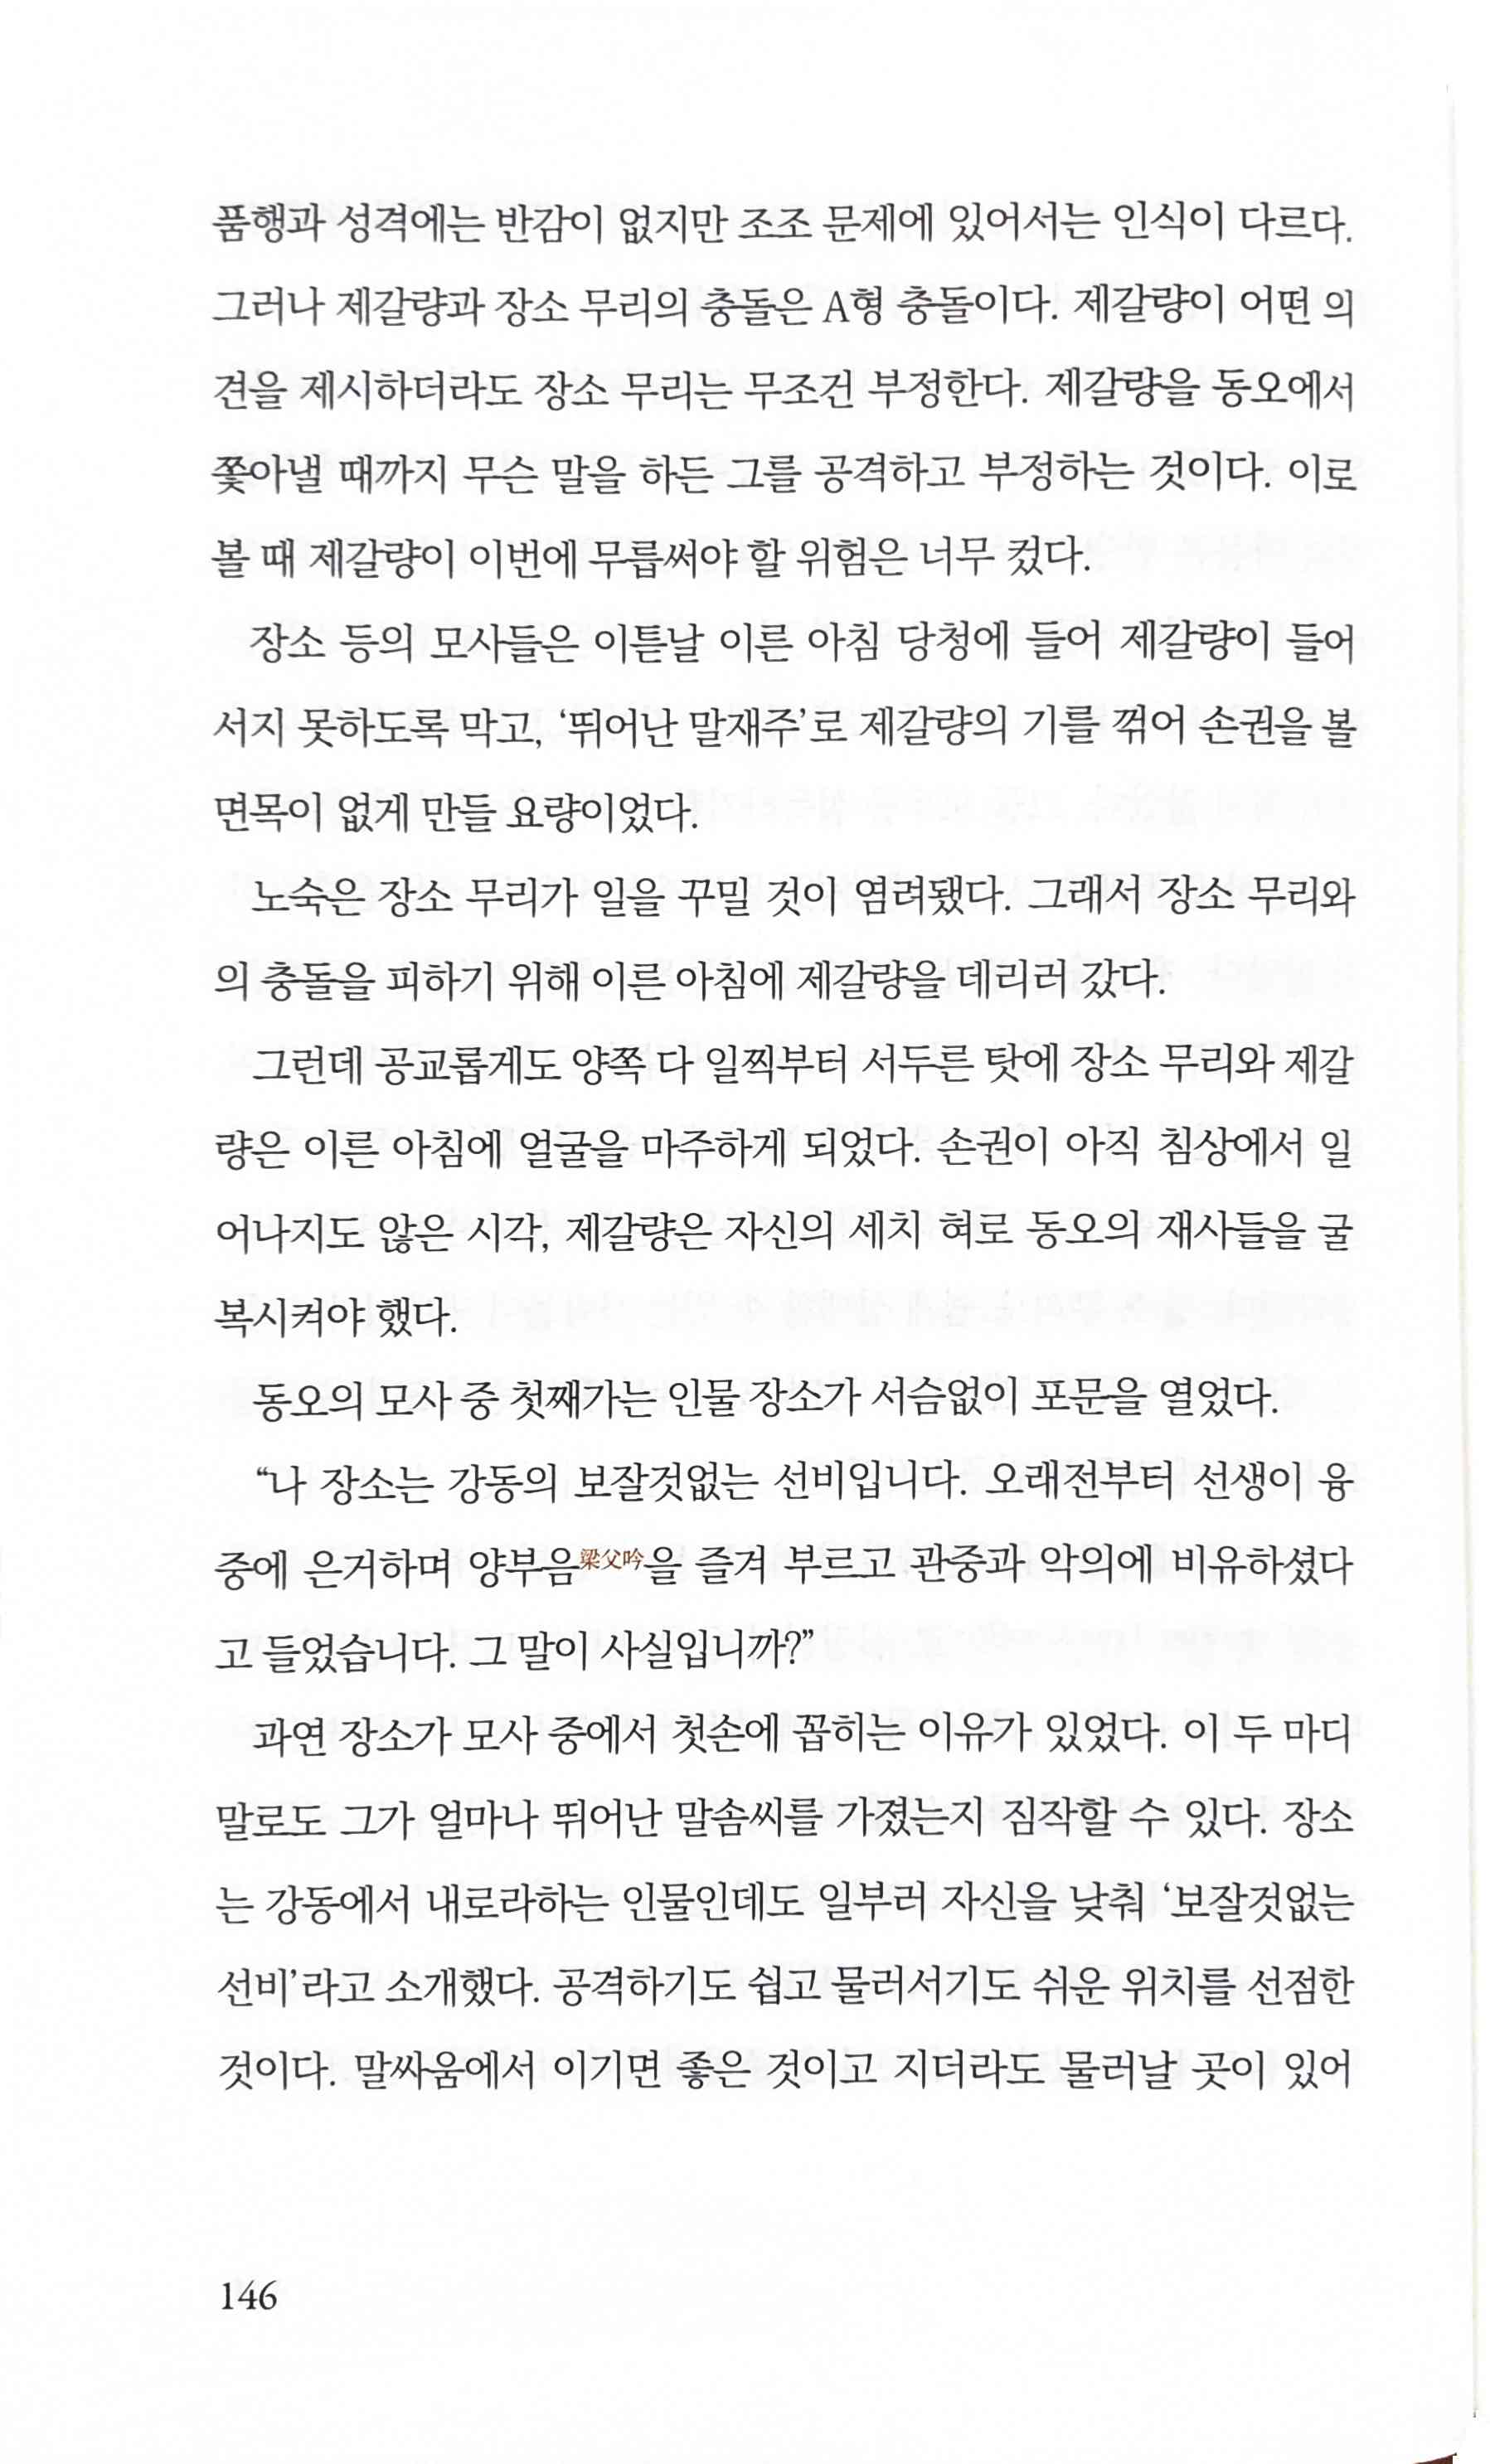 품행과 성격에는 반감이 없지만 조조 문제에 있어서는 인식이 다르다.
그러나 제갈량과 장소 무리의 충돌은 A형 충돌이다. 제갈량이 어떤 의
견을 제시하더라도 장소 무리는 무조건 부정한다. 제갈량을 동오에서
쫓아낼 때까지 무슨 말을 하든 그를 공격하고 부정하는 것이다. 이로
볼 때 제갈량이 이번에 무릅써야 할 위험은 너무 컸다.
장소 등의 모사들은 이튿날 이른 아침 당청에 들어 제갈량이 들어
서지 못하도록 막고, ‘뛰어난 말재주’로 제갈량의 기를 꺾어 손권을 볼
면목이 없게 만들 요량이었다.
노숙은 장소 무리가 일을 꾸밀 것이 염려됐다. 그래서 장소 무리와
의 충돌을 피하기 위해 이른 아침에 제갈량을 데리러 갔다.
그런데 공교롭게도 양쪽 다 일찍부터 서두른 탓에 장소 무리와 제갈
량은 이른 아침에 얼굴을 마주하게 되었다. 손권이 아직 침상에서 일
어나지도 않은 시각, 제갈량은 자신의 세치 혀로 동오의 재사들을 굴
복시켜야 했다.
동오의 모사 중 첫째가는 인물 장소가 서슴없이 포문을 열었다.
“나 장소는 강동의 보잘것없는 선비입니다. 오래전부터 선생이 융
중에 은거하며 양부음梁父吟을 즐겨 부르고 관중과 악의에 비유하셨다
고 들었습니다. 그 말이 사실입니까?”
과연 장소가 모사 중에서 첫손에 꼽히는 이유가 있었다. 이 두 마디
말로도 그가 얼마나 뛰어난 말솜씨를 가졌는지 짐작할 수 있다. 장소
는 강동에서 내로라하는 인물인데도 일부러 자신을 낮춰 ‘보잘것없는
선비’라고 소개했다. 공격하기도 쉽고 물러서기도 쉬운 위치를 선점한
것이다. 말싸움에서 이기면 좋은 것이고 지더라도 물러날 곳이 있어
146